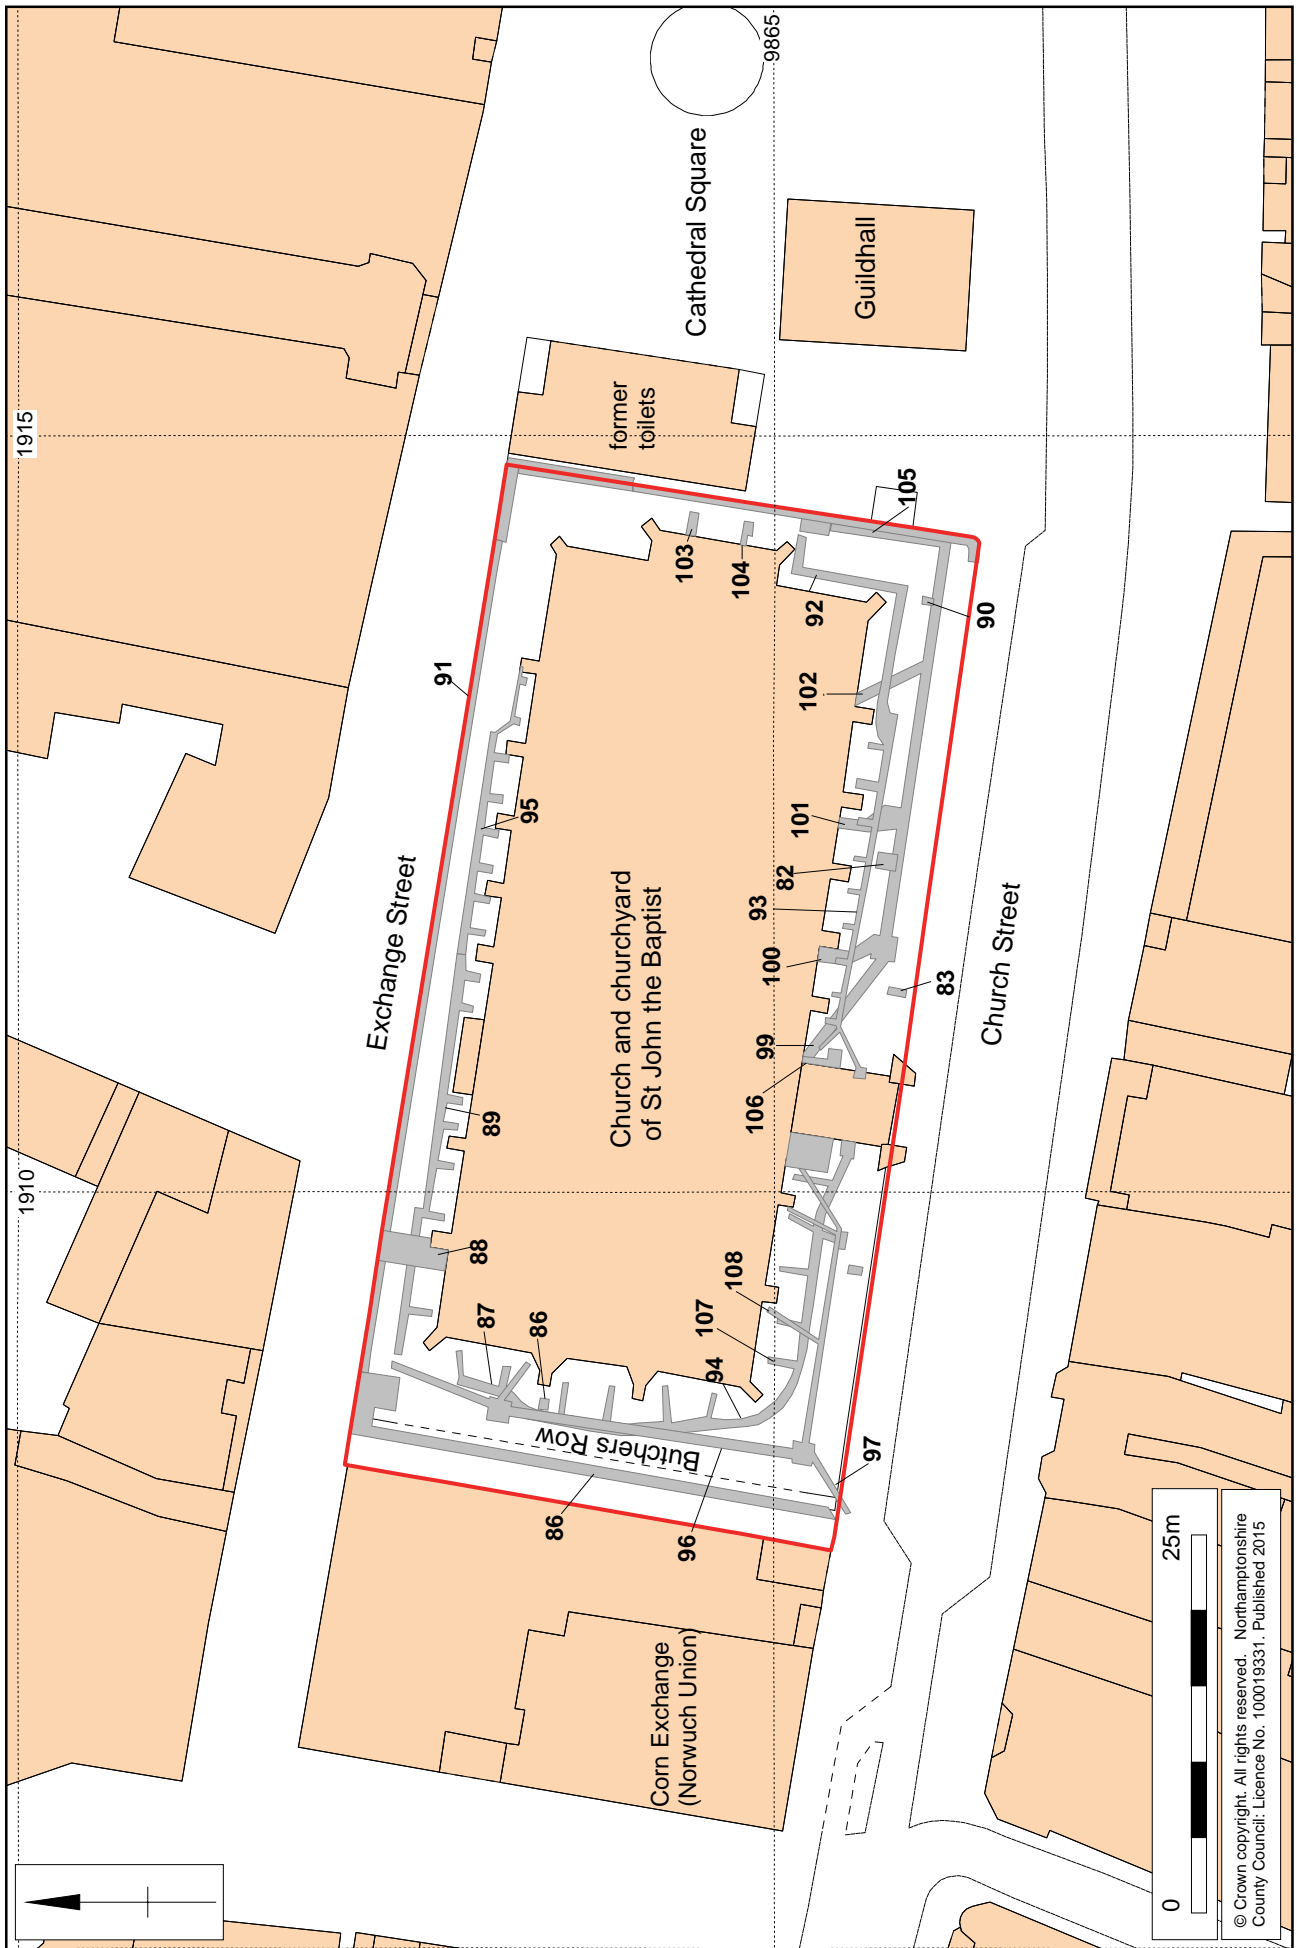 1915
9865
Cathedral Square
Guildhall
former
toilets
Exchange Street
91
95
103
104
105
92
90
102
101
82
93
100
83
99
106
Church and churchyard
of St John the Baptist
Church Street
89
1910
88
87
86
108
107
94
Butchers Row
97
86
96
Corn Exchange
(Norwuch Union)
0
25m
© Crown copyright. All rights reserved. Northamptonshire
County Council: Licence No. 100019331. Published 2015